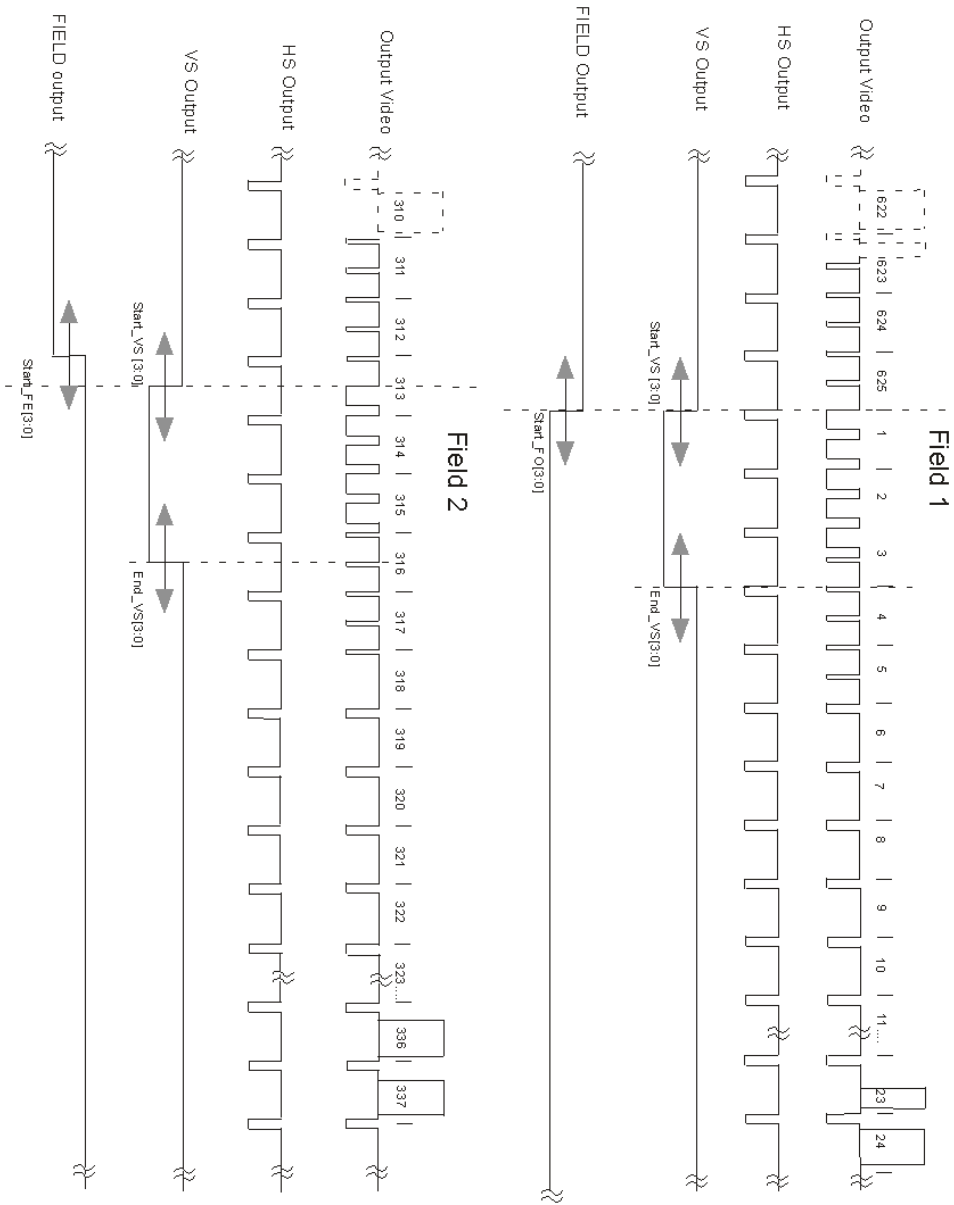 Field 1
Output Video
622 623 624 625 1 2 3 4 5 6 7 8 9 10 11.... 23 24
HS Output
VS Output
Start_VS [3:0]
End_VS[3:0]
FIELD Output
Start_FO[3:0]
Field 2
Output Video
310 311 312 313 314 315 316 317 318 319 320 321 322 323.... 336 337
HS Output
VS Output
Start_VS [3:0]
End_VS[3:0]
FIELD output
Start_FE[3:0]